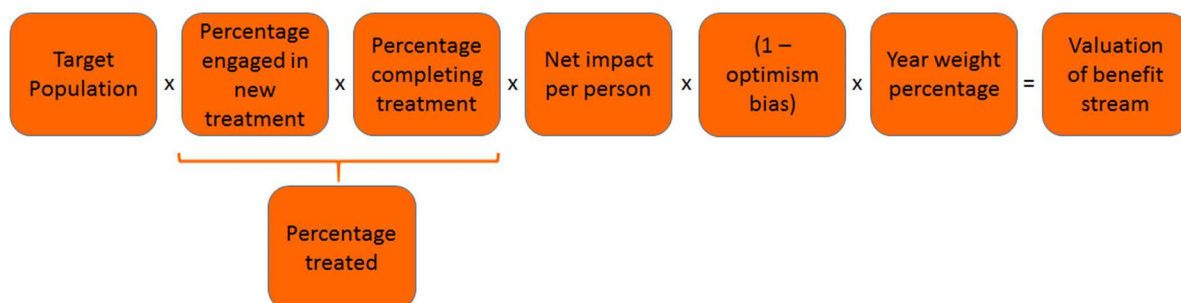 Target
Population
x
Percentage
engaged in
new
treatment
x
Percentage
completing
treatment
x
Net impact
per person
x
(1 –
optimism
bias)
x
Year weight
percentage
=
Valuation
of benefit
stream
Percentage
treated